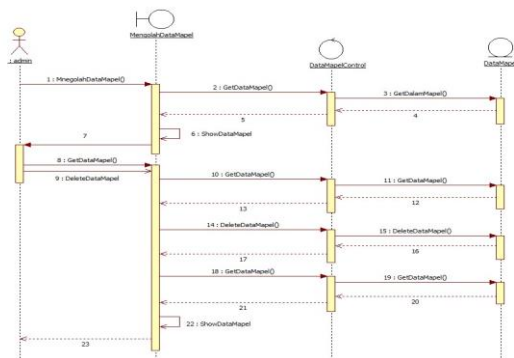 : admin
MengolahDataMapel
DataMapelControl
DataMapel
1 : MnegolahDataMapel()
2 : GetDataMapel()
3 : GetDalamMapel()
4
5
6 : ShowDataMapel
7
8 : GetDataMapel()
9 : DeleteDataMapel
10 : GetDataMapel()
11 : GetDataMapel()
12
13
14 : DeleteDataMapel()
15 : DeleteDataMapel()
16
17
18 : GetDataMapel()
19 : GetDataMapel()
20
21
22 : ShowDataMapel
23